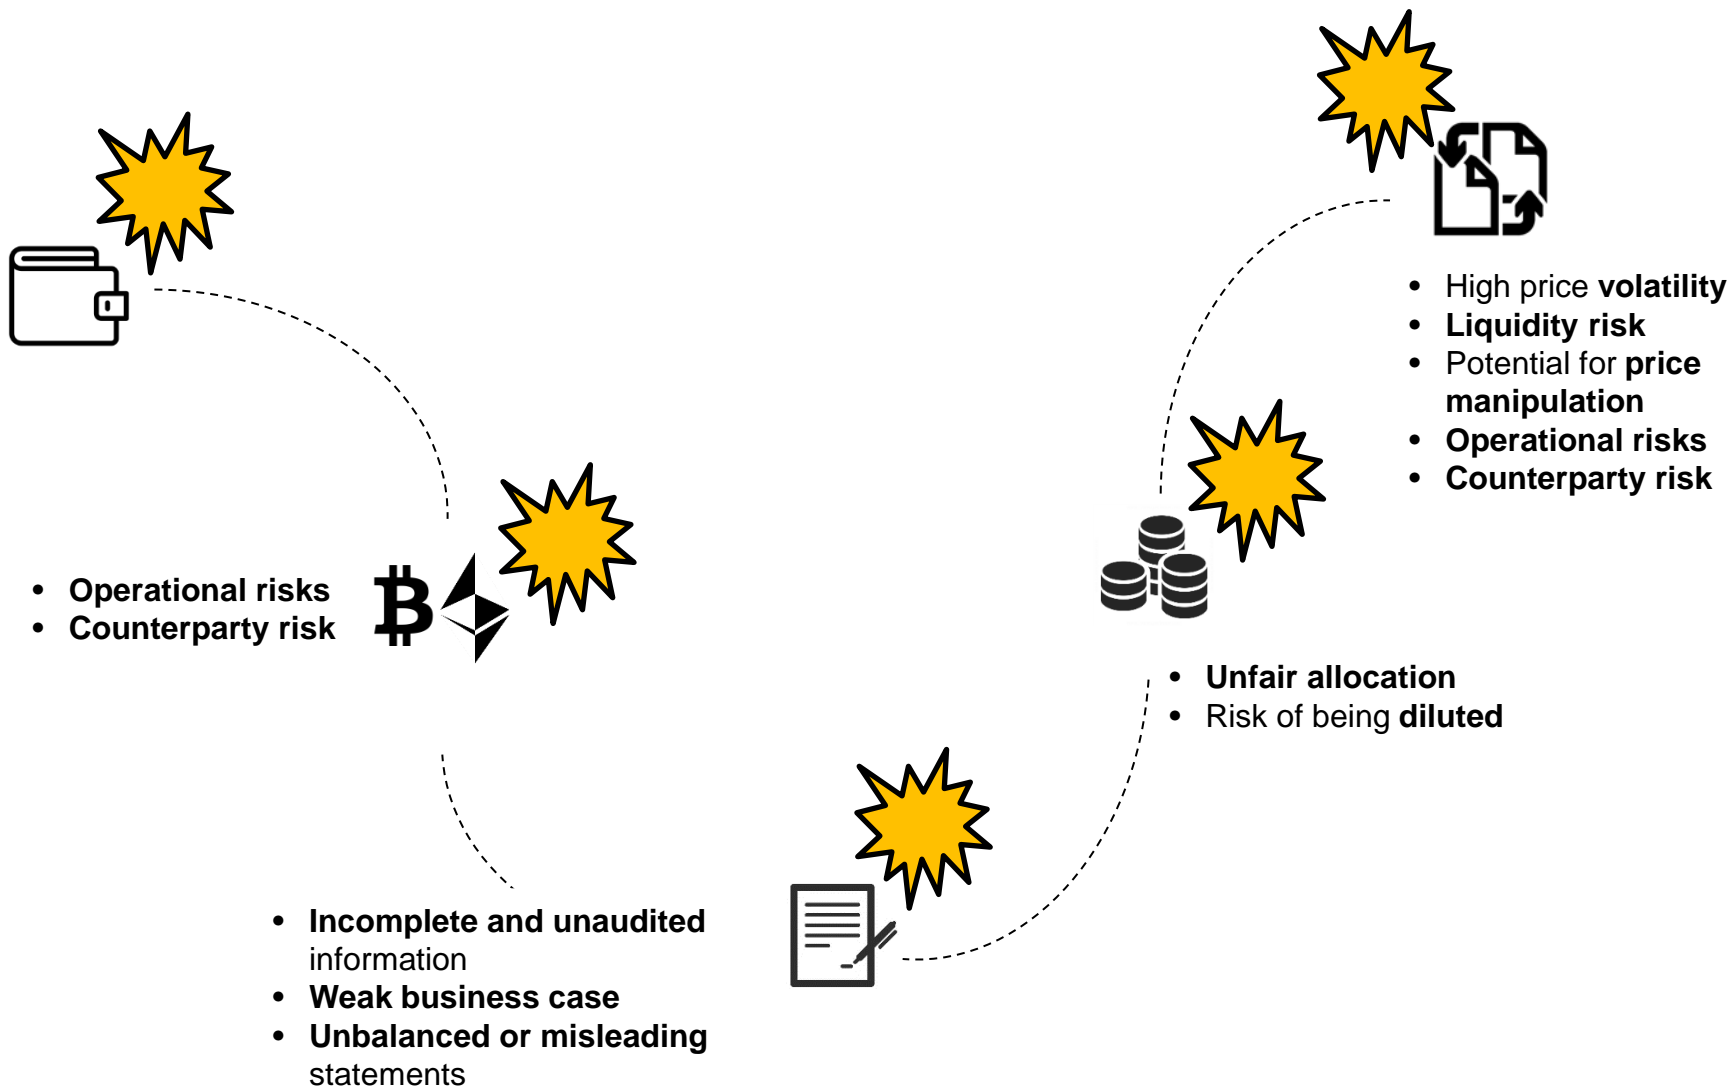 • Operational risks
• Counterparty risk
• Incomplete and unaudited
information
• Weak business case
• Unbalanced or misleading
statements
• Unfair allocation
• Risk of being diluted
• High price volatility
• Liquidity risk
• Potential for price
manipulation
• Operational risks
• Counterparty risk